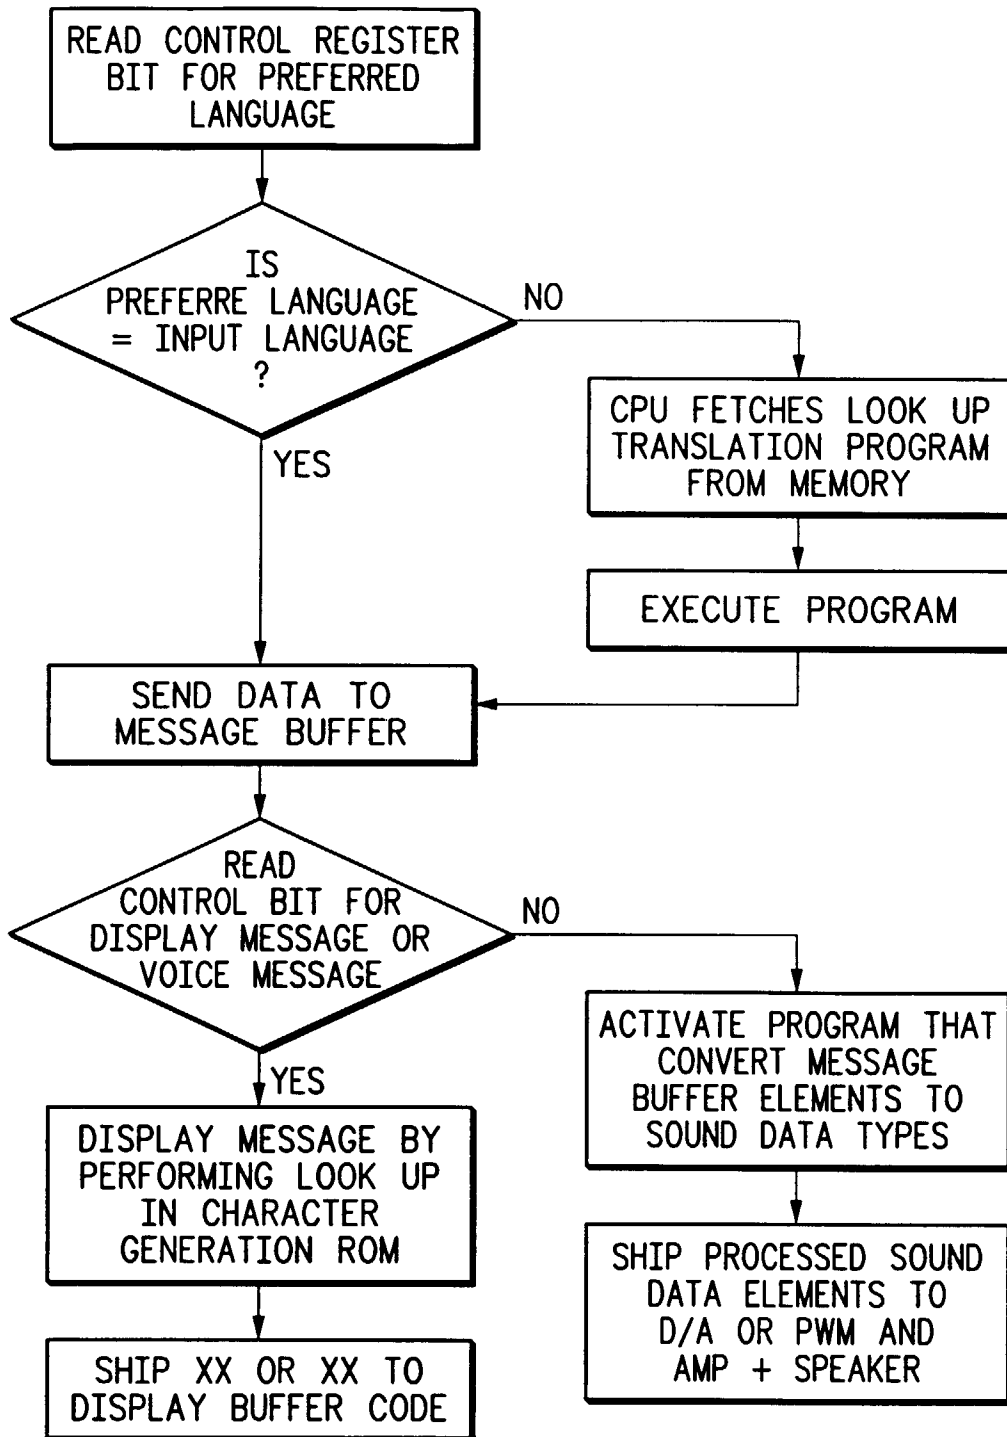 READ CONTROL REGISTER
BIT FOR PREFERRED
LANGUAGE
IS
PREFERRE LANGUAGE
= INPUT LANGUAGE
?
NO
YES
CPU FETCHES LOOK UP
TRANSLATION PROGRAM
FROM MEMORY
EXECUTE PROGRAM
SEND DATA TO
MESSAGE BUFFER
READ
CONTROL BIT FOR
DISPLAY MESSAGE OR
VOICE MESSAGE
NO
YES
ACTIVATE PROGRAM THAT
CONVERT MESSAGE
BUFFER ELEMENTS TO
SOUND DATA TYPES
DISPLAY MESSAGE BY
PERFORMING LOOK UP
IN CHARACTER
GENERATION ROM
SHIP PROCESSED SOUND
DATA ELEMENTS TO
D/A OR PWM AND
AMP + SPEAKER
SHIP XX OR XX TO
DISPLAY BUFFER CODE